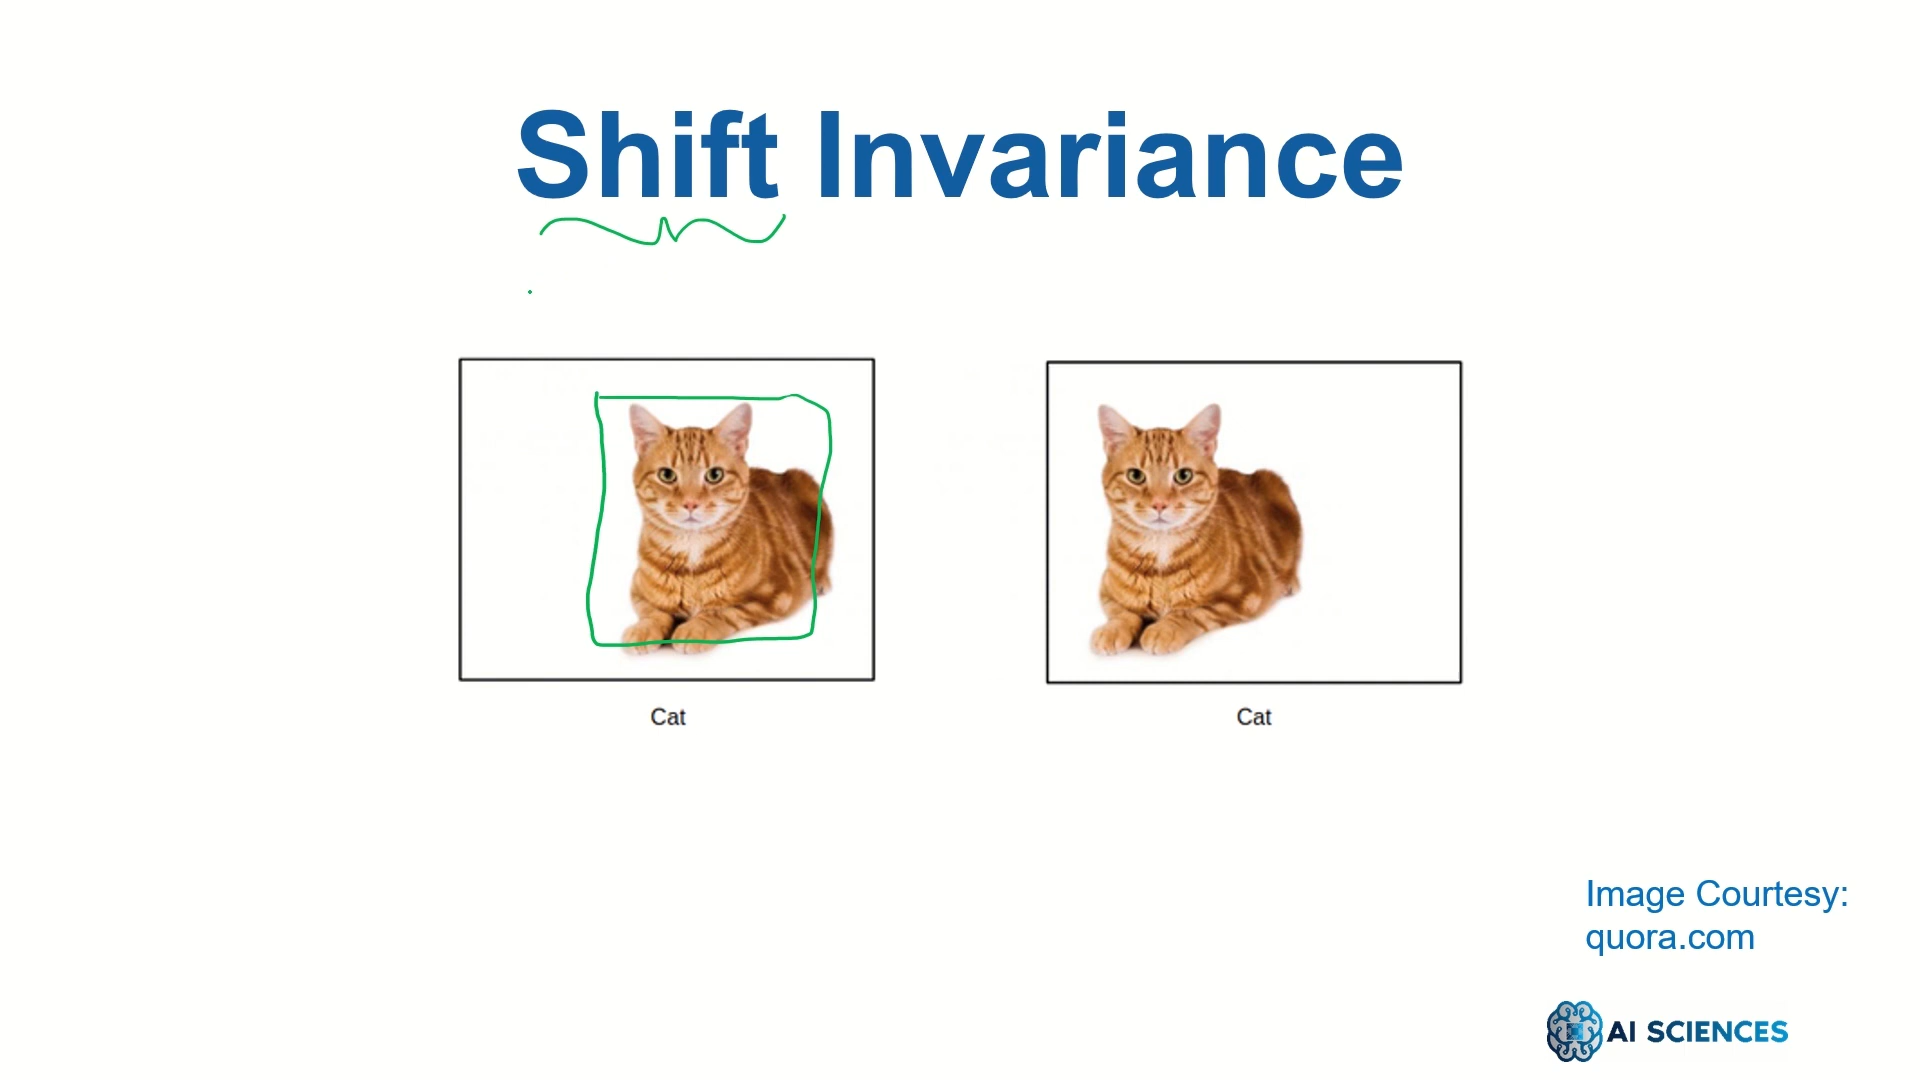 Shift Invariance
Cat
Cat
Image Courtesy:
quora.com
AI SCIENCES